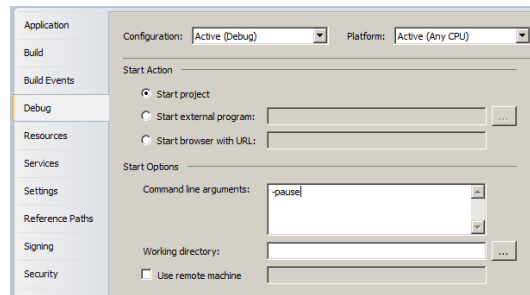 Application
Build
Build Events
Debug
Resources
Services
Settings
Reference Paths
Signing
Security
Configuration: Active (Debug) Platform: Active (Any CPU)
Start Action
Start project
Start external program: ...
Start browser with URL:
Start Options
Command line arguments: -pause
Working directory: ...
Use remote machine